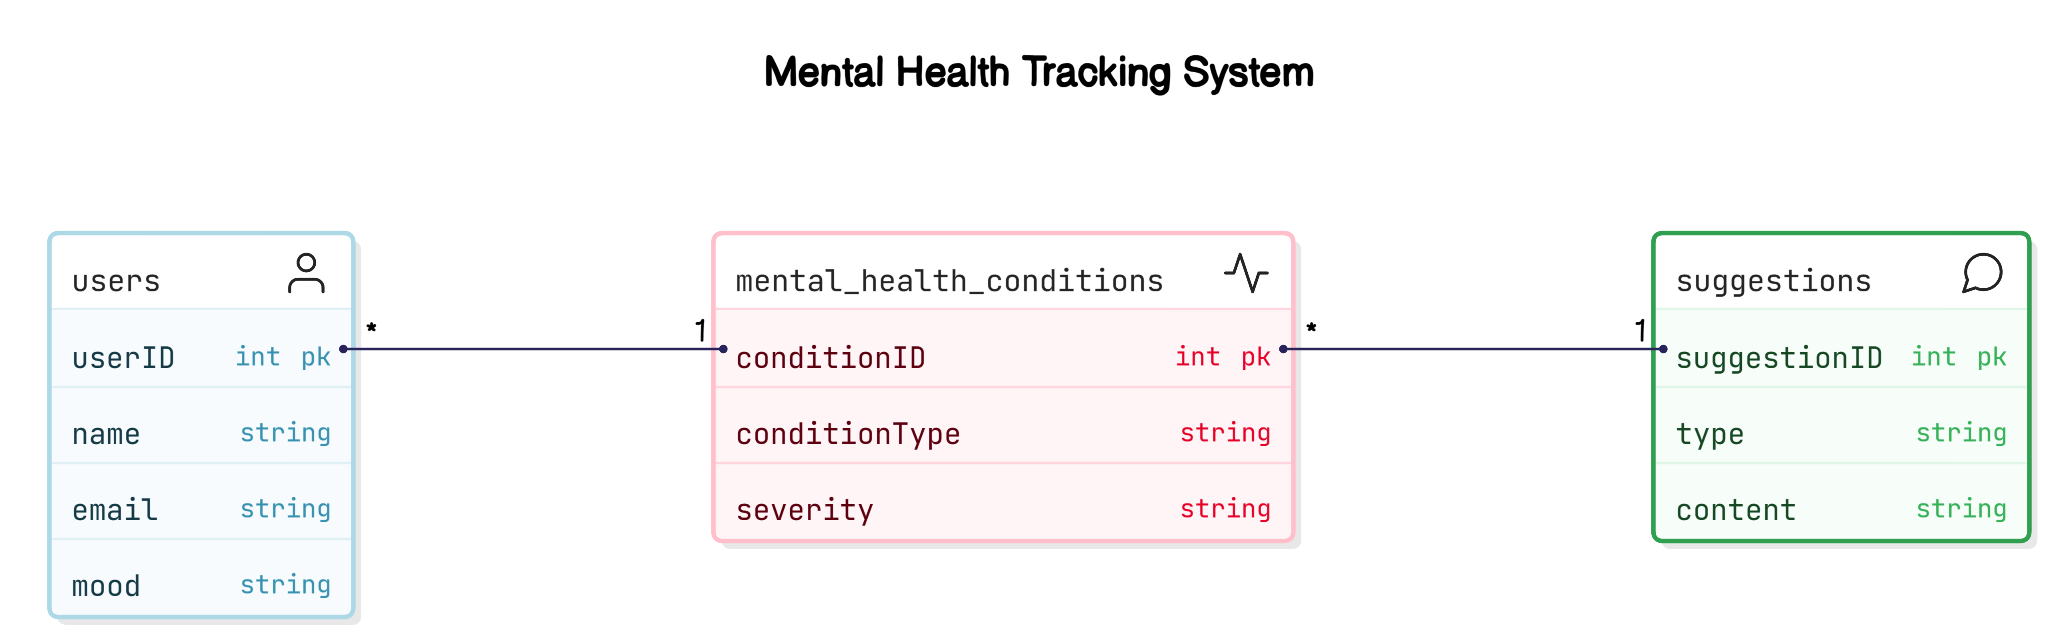 Mental Health Tracking System
users
userID int pk
name string
email string
mood string
* 1
mental_health_conditions
conditionID int pk
conditionType string
severity string
* 1
suggestions
suggestionID int pk
type string
content string